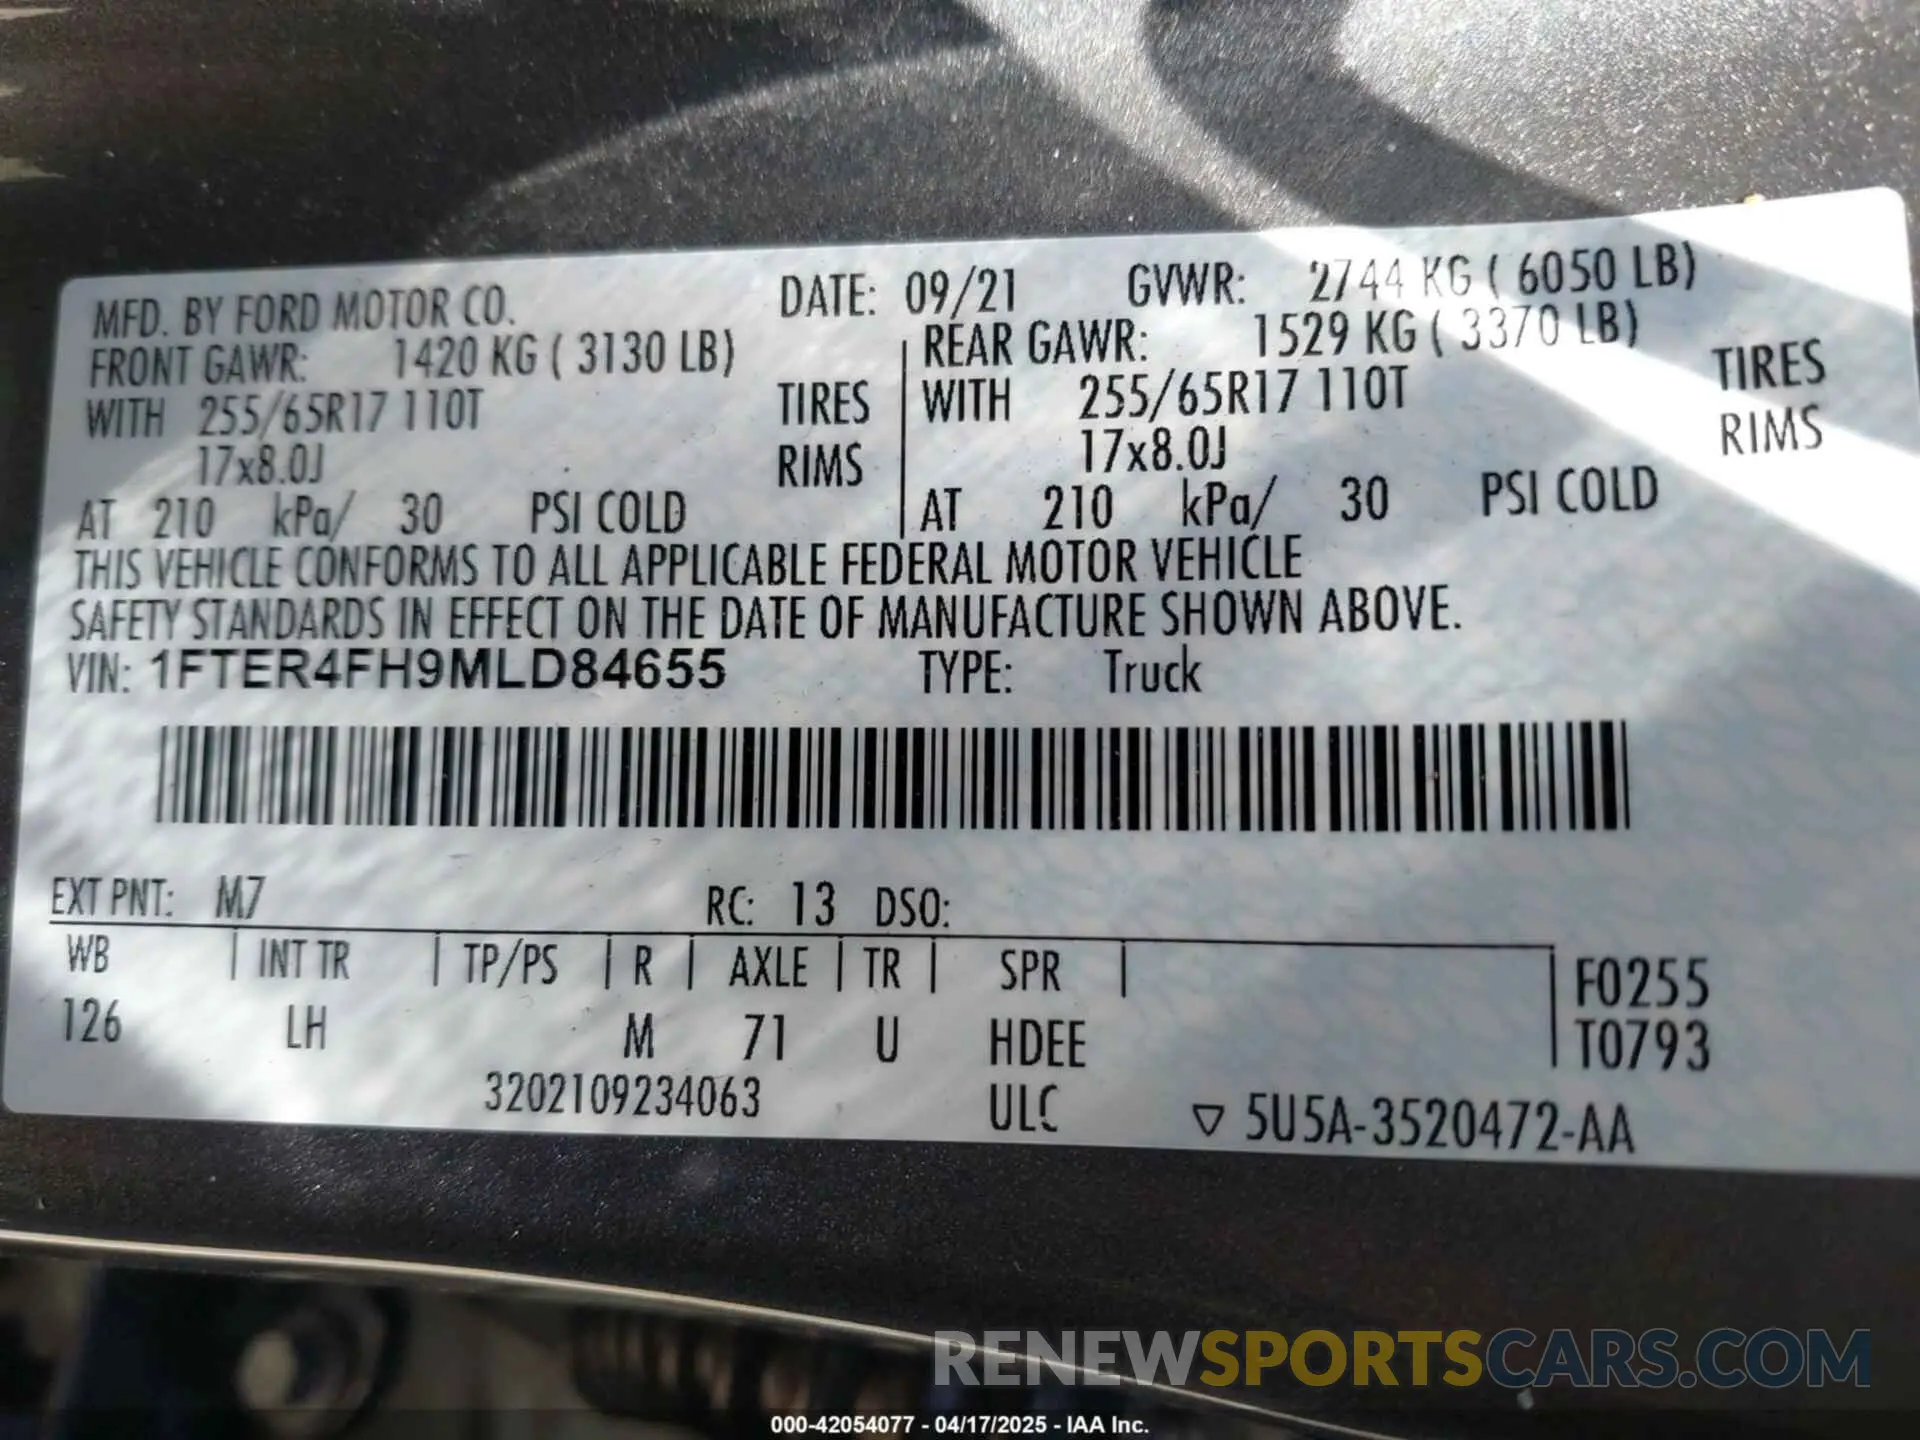 MFD. BY FORD MOTOR CO. DATE: 09/21 GVWR: 2744 KG ( 6050 LB)
FRONT GAWR: 1420 KG ( 3130 LB) REAR GAWR: 1529 KG ( 3370 LB)
WITH 255/65R17 110T TIRES WITH 255/65R17 110T TIRES
17x8.0J RIMS 17x8.0J RIMS
AT 210 kPa/ 30 PSI COLD AT 210 kPa/ 30 PSI COLD
THIS VEHICLE CONFORMS TO ALL APPLICABLE FEDERAL MOTOR VEHICLE
SAFETY STANDARDS IN EFFECT ON THE DATE OF MANUFACTURE SHOWN ABOVE.
VIN: 1FTER4FH9MLD84655 TYPE: Truck
EXT PNT: M7 RC: 13 DSO:
WB | INT TR | TP/PS | R | AXLE | TR | SPR | F0255
126 LH M 71 U HDEE T0793
3202109234063 ULC ▽ 5U5A-3520472-AA
RENEWSPORTSCARS.COM
000-42054077 - 04/17/2025 - IAA Inc.